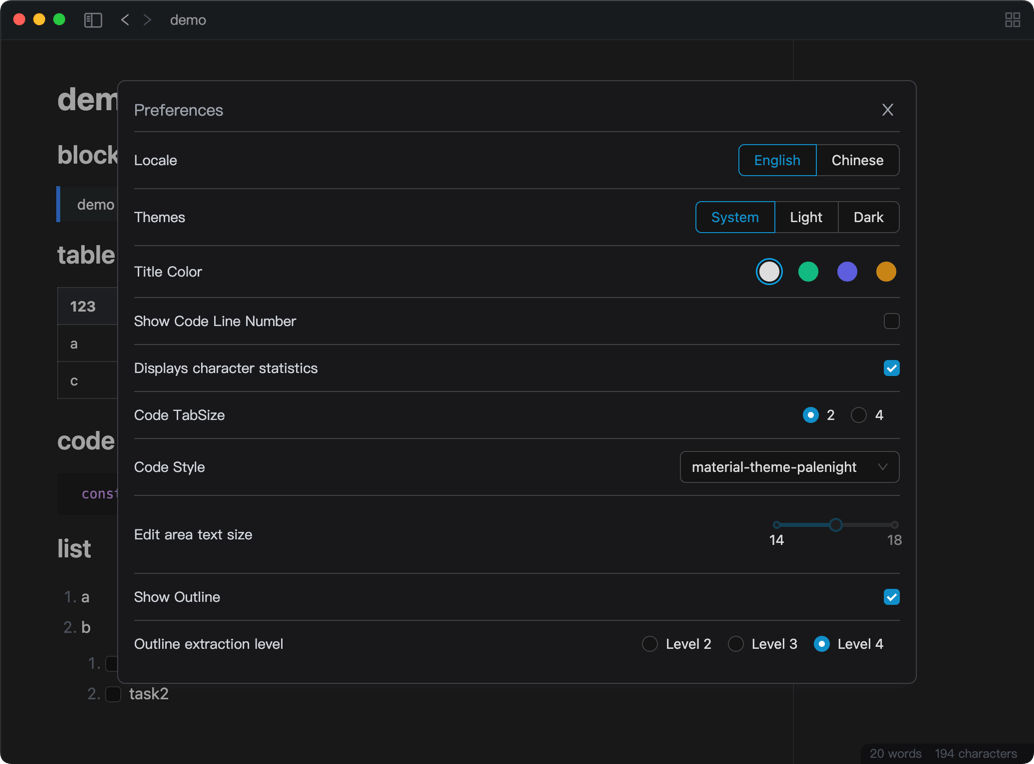 demo
dem
Preferences
block
Locale
English
Chinese
demo
Themes
System
Light
Dark
table
Title Color
123
Show Code Line Number
a
Displays character statistics
c
Code TabSize
2
4
code
Code Style
material-theme-palenight
const
Edit area text size
14
18
list
1. a
Show Outline
2. b
Outline extraction level
Level 2
Level 3
Level 4
1.
2. task2
20 words 194 characters